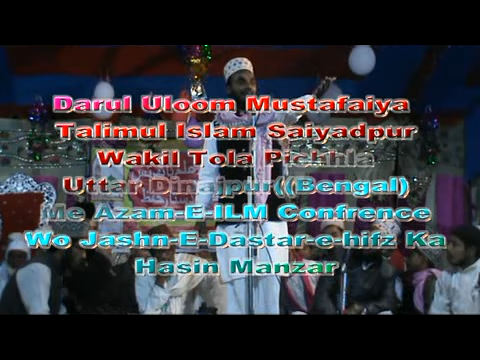 Darul Uloom Mustafaiya
Talimul Islam Saiyadpur
Wakil Tola Pichhla
Uttar Dinajpur((Bengal)
Me Azam-E-ILM Confrence
Wo Jashn-E-Dastar-e-hifz Ka
Hasin Manzar